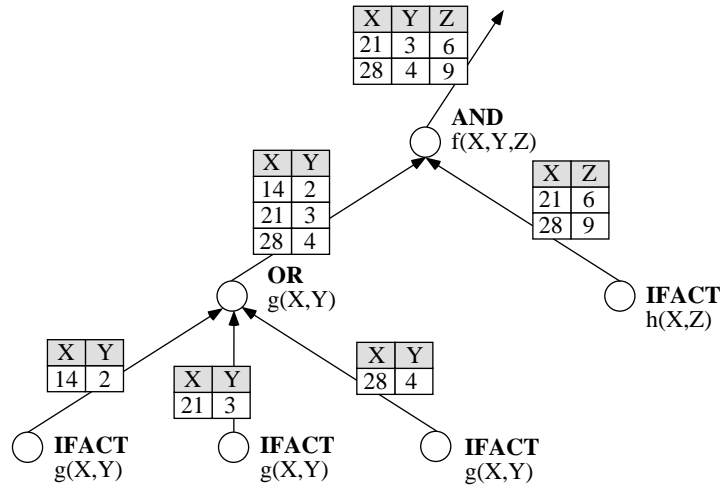 X Y Z
21 3 6
28 4 9
AND
f(X,Y,Z)
X Y
14 2
21 3
28 4
X Z
21 6
28 9
OR
g(X,Y)
IFACT
h(X,Z)
X Y
14 2
X Y
21 3
X Y
28 4
IFACT
g(X,Y)
IFACT
g(X,Y)
IFACT
g(X,Y)